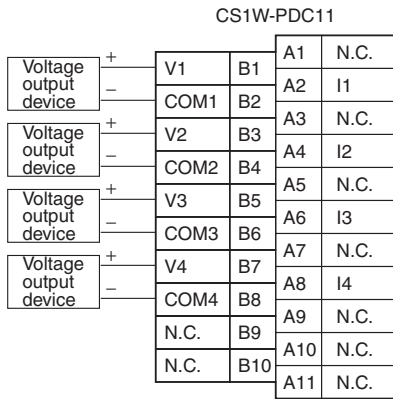 CS1W-PDC11
A1 N.C.
Voltage output device + − V1 B1
A2 I1
COM1 B2
A3 N.C.
Voltage output device + − V2 B3
A4 I2
COM2 B4
A5 N.C.
Voltage output device + − V3 B5
A6 I3
COM3 B6
A7 N.C.
Voltage output device + − V4 B7
A8 I4
COM4 B8
A9 N.C.
N.C. B9
A10 N.C.
N.C. B10
A11 N.C.